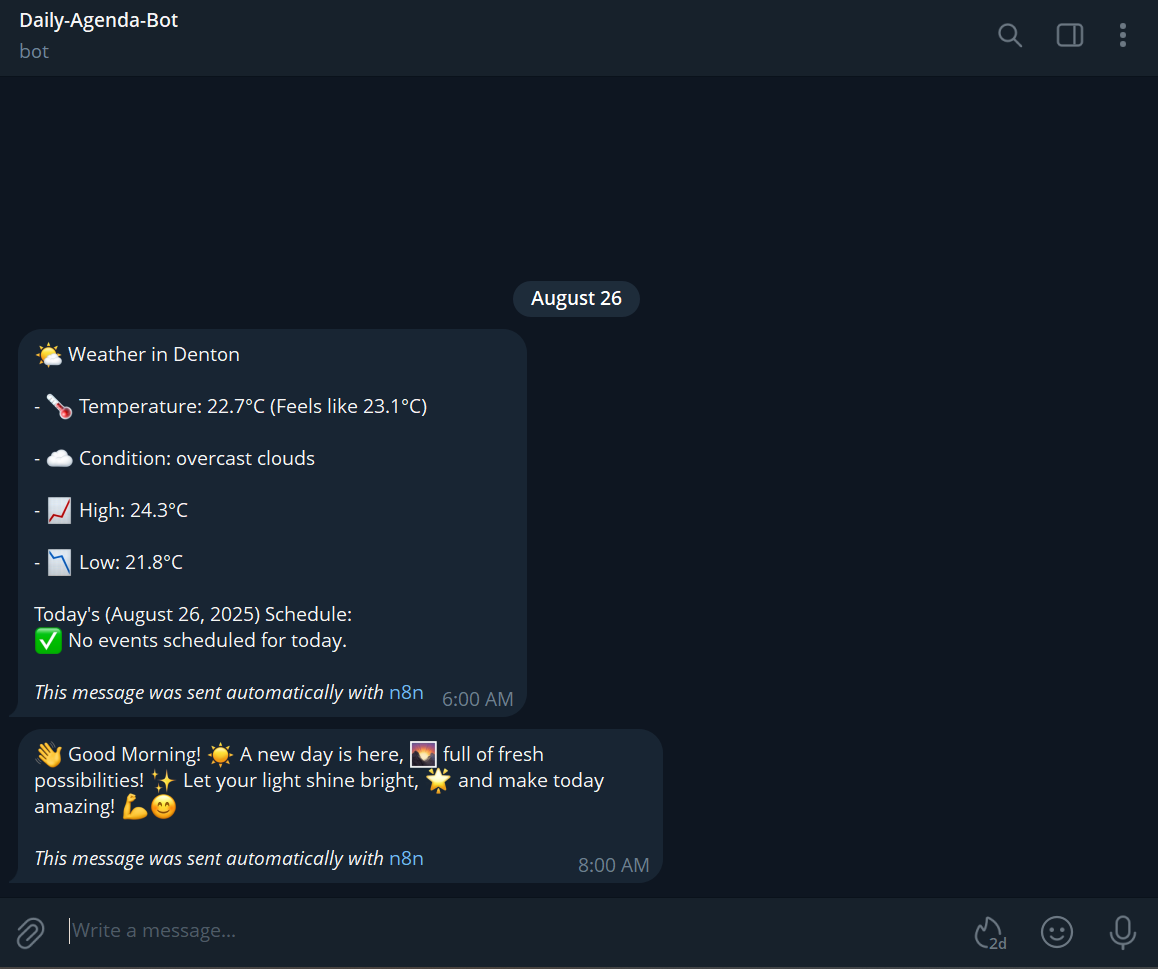 Daily-Agenda-Bot
bot
August 26
🌤 Weather in Denton
- 🌡 Temperature: 22.7°C (Feels like 23.1°C)
- ☁️ Condition: overcast clouds
- 📈 High: 24.3°C
- 📉 Low: 21.8°C
Today's (August 26, 2025) Schedule:
✅ No events scheduled for today.
This message was sent automatically with n8n
6:00 AM
👋 Good Morning! ☀️ A new day is here, 🌄 full of fresh
possibilities! ✨ Let your light shine bright, 🌟 and make today
amazing! 💪😊
This message was sent automatically with n8n
8:00 AM
Write a message...
2d